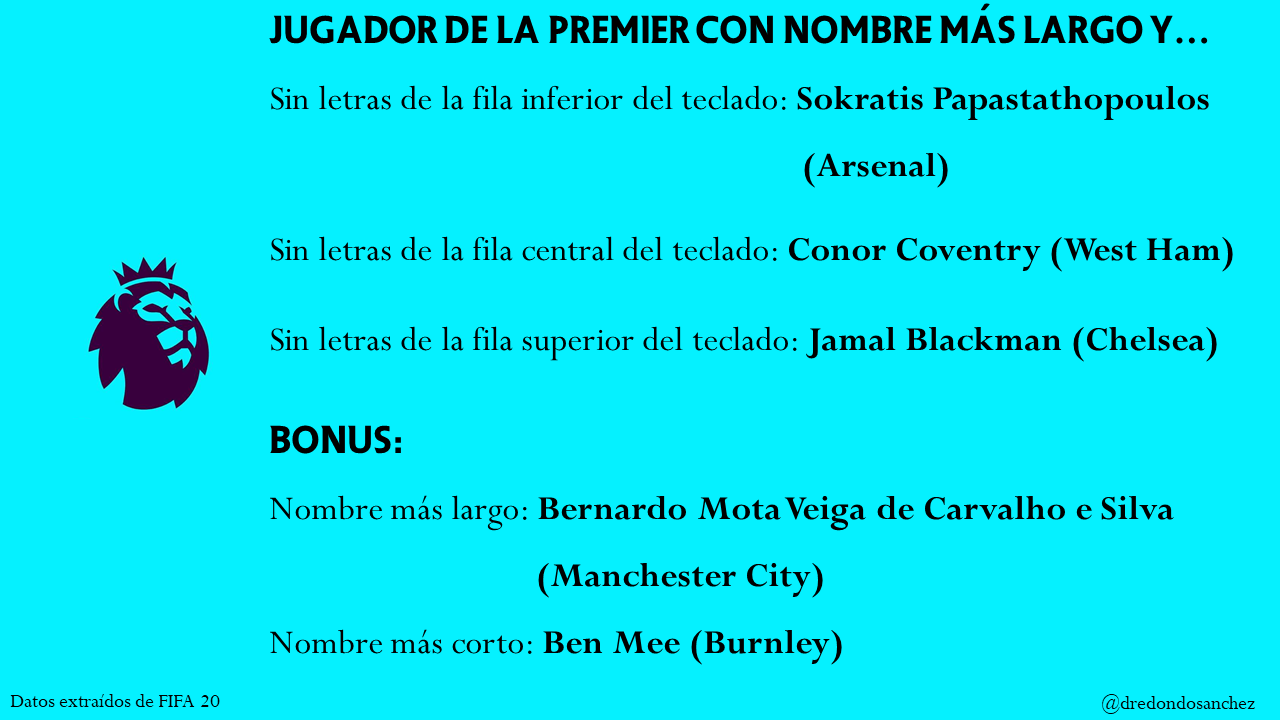 JUGADOR DE LA PREMIER CON NOMBRE MÁS LARGO Y…
Sin letras de la fila inferior del teclado: Sokratis Papastathopoulos
(Arsenal)
Sin letras de la fila central del teclado: Conor Coventry (West Ham)
Sin letras de la fila superior del teclado: Jamal Blackman (Chelsea)
BONUS:
Nombre más largo: Bernardo Mota Veiga de Carvalho e Silva
(Manchester City)
Nombre más corto: Ben Mee (Burnley)
Datos extraídos de FIFA 20
@dredondosanchez